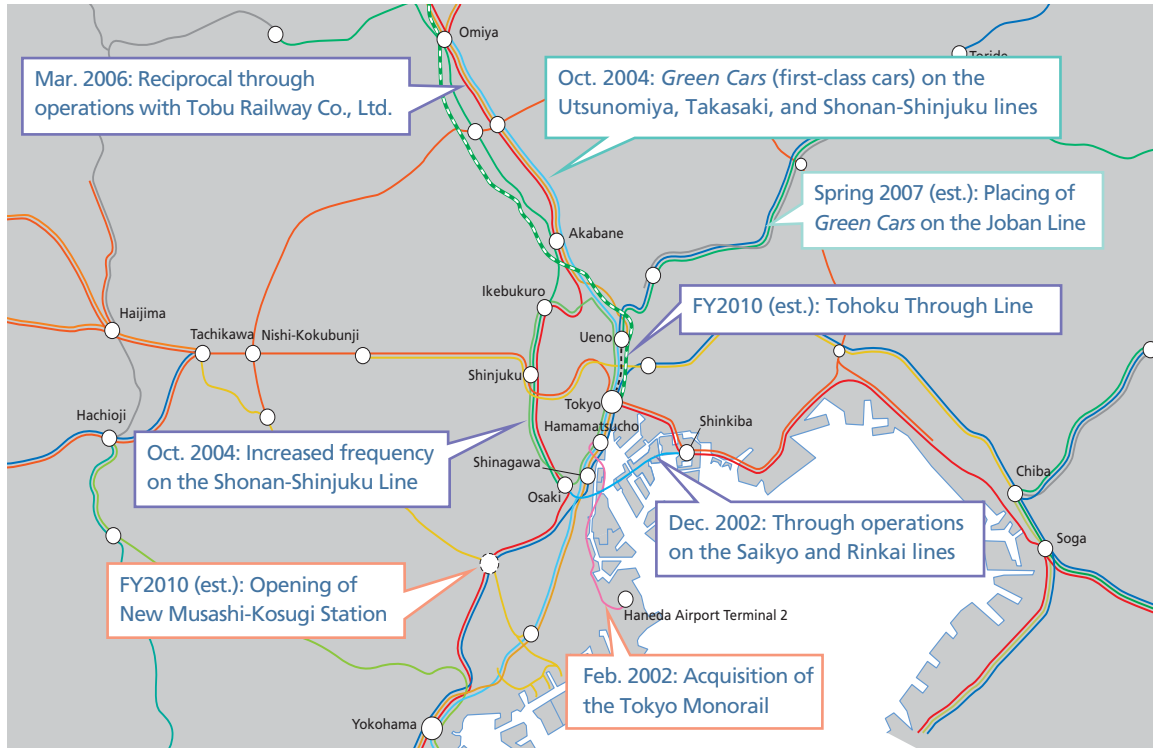 Omiya
Toride
Mar. 2006: Reciprocal through
operations with Tobu Railway Co., Ltd.
Oct. 2004: Green Cars (first-class cars) on the
Utsunomiya, Takasaki, and Shonan-Shinjuku lines
Spring 2007 (est.): Placing of
Green Cars on the Joban Line
Akabane
Ikebukuro
FY2010 (est.): Tohoku Through Line
Haijima
Tachikawa
Nishi-Kokubunji
Ueno
Shinjuku
Tokyo
Hachioji
Hamamatsucho
Shinkiba
Oct. 2004: Increased frequency
on the Shonan-Shinjuku Line
Shinagawa
Osaki
Chiba
Dec. 2002: Through operations
on the Saikyo and Rinkai lines
Soga
FY2010 (est.): Opening of
New Musashi-Kosugi Station
Haneda Airport Terminal 2
Feb. 2002: Acquisition of
the Tokyo Monorail
Yokohama